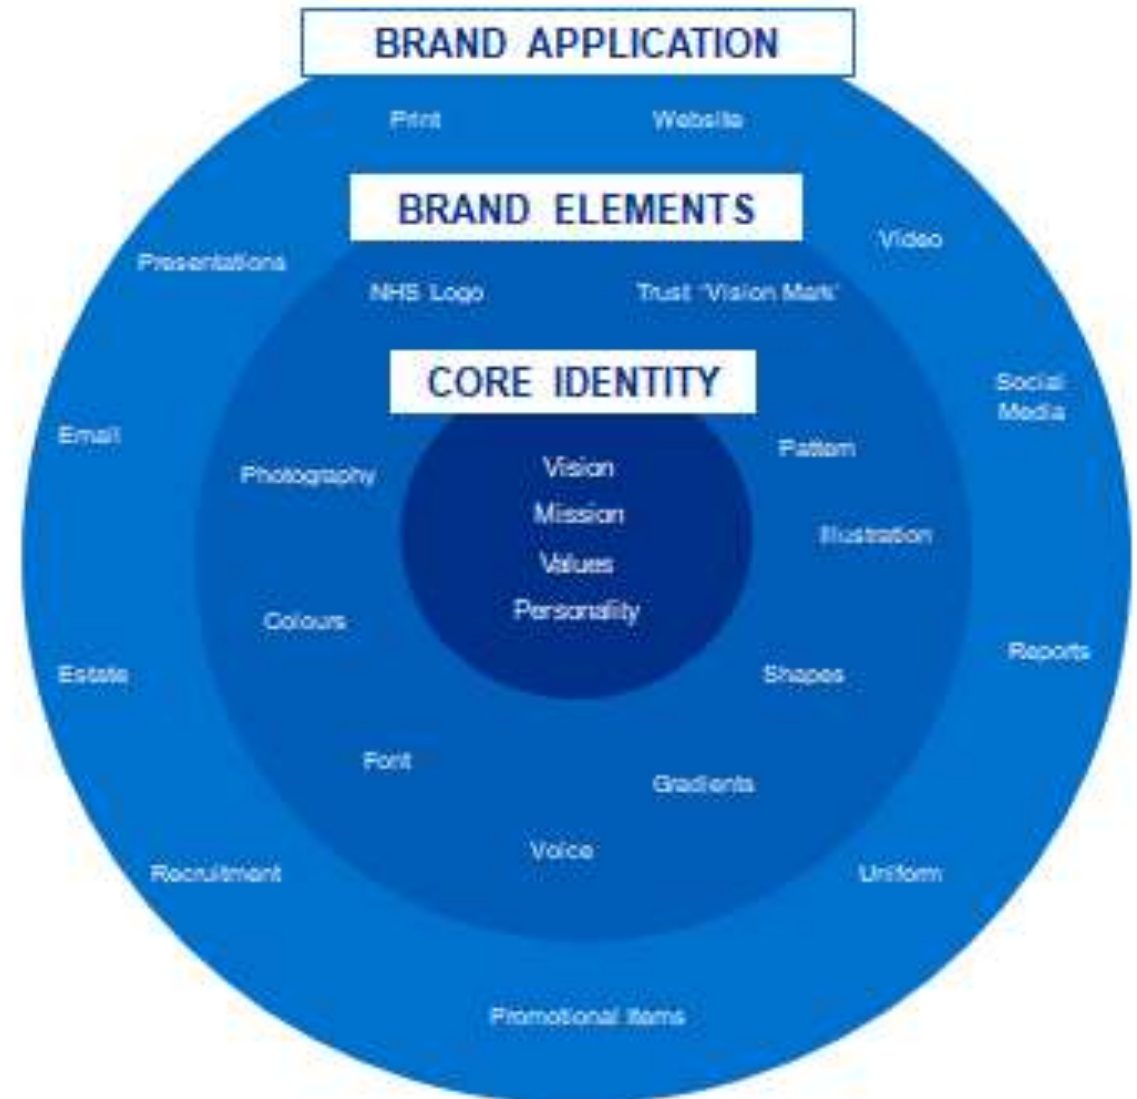 BRAND APPLICATION
Print
Website
BRAND ELEMENTS
Presentations
Video
NHS Logo
Trust 'Vision Mark'
CORE IDENTITY
Social
Media
Email
Photography
Vision
Pattern
Mission
Illustration
Values
Personality
Colours
Reports
Estate
Shapes
Font
Gradients
Voice
Recruitment
Uniform
Promotional Items